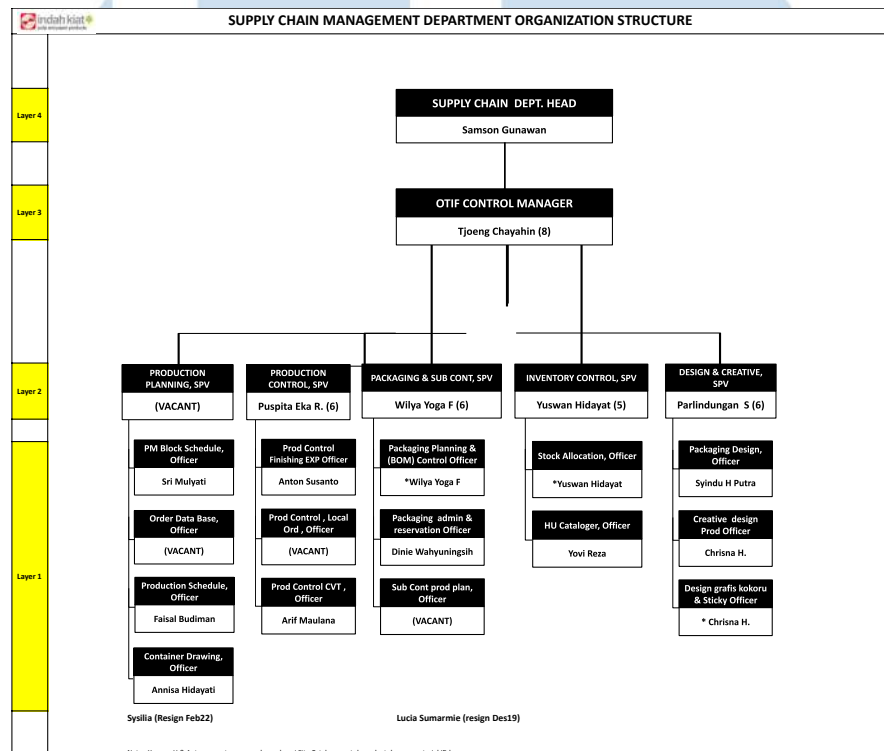 indah kiat
SUPPLY CHAIN MANAGEMENT DEPARTMENT ORGANIZATION STRUCTURE
Layer 4
SUPPLY CHAIN DEPT. HEAD
Samson Gunawan
Layer 3
OTIF CONTROL MANAGER
Tjoeng Chayahin (8)
Layer 2
PRODUCTION
PLANNING, SPV
(VACANT)
PRODUCTION
CONTROL, SPV
Puspita Eka R. (6)
PACKAGING & SUB CONT, SPV
Wilya Yoga F (6)
INVENTORY CONTROL, SPV
Yuswan Hidayat (5)
DESIGN & CREATIVE,
SPV
Parlindungan S (6)
Layer 1
PM Block Schedule,
Officer
Sri Mulyati
Order Data Base,
Officer
(VACANT)
Production Schedule,
Officer
Faisal Budiman
Container Drawing,
Officer
Annisa Hidayati
Prod Control
Finishing EXP Officer
Anton Susanto
Prod Control , Local
Ord , Officer
(VACANT)
Prod Control CVT ,
Officer
Arif Maulana
Packaging Planning &
(BOM) Control Officer
*Wilya Yoga F
Packaging admin &
reservation Officer
Dinie Wahyuningsih
Sub Cont prod plan,
Officer
(VACANT)
Stock Allocation, Officer
*Yuswan Hidayat
HU Cataloger, Officer
Yovi Reza
Packaging Design,
Officer
Syindu H Putra
Creative design
Prod Officer
Chrisna H.
Design grafis kokoru
& Sticky Officer
* Chrisna H.
Sysilia (Resign Feb22)
Lucia Sumarmie (resign Des19)